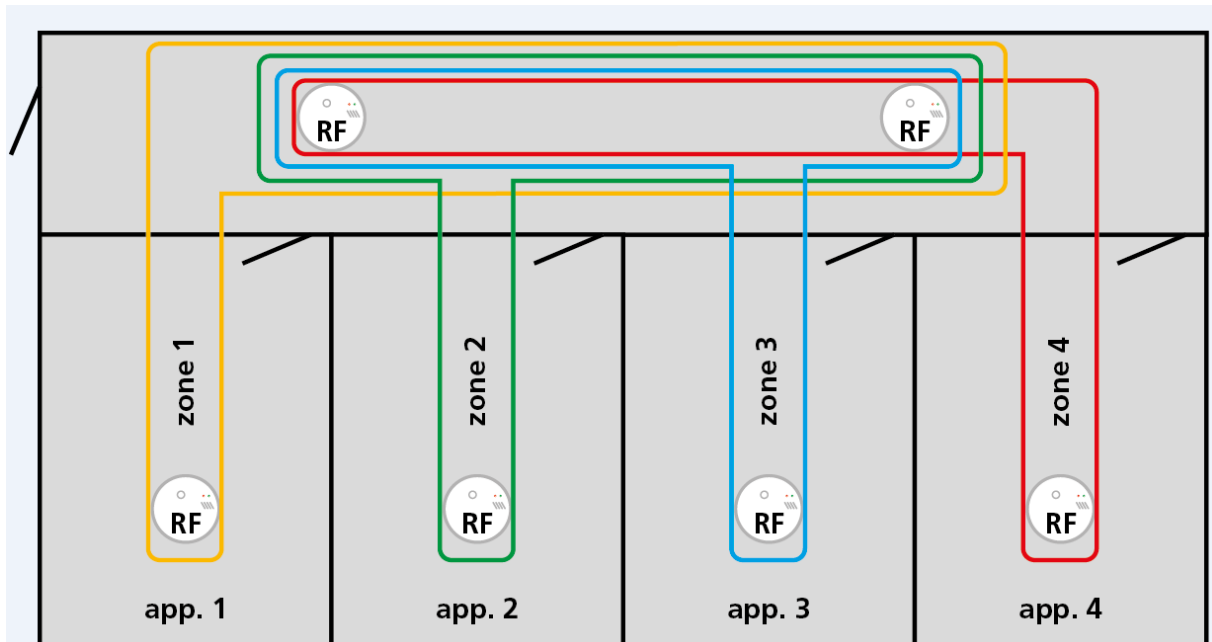 RF
RF
zone 1
zone 2
zone 3
zone 4
RF
RF
RF
RF
app. 1
app. 2
app. 3
app. 4